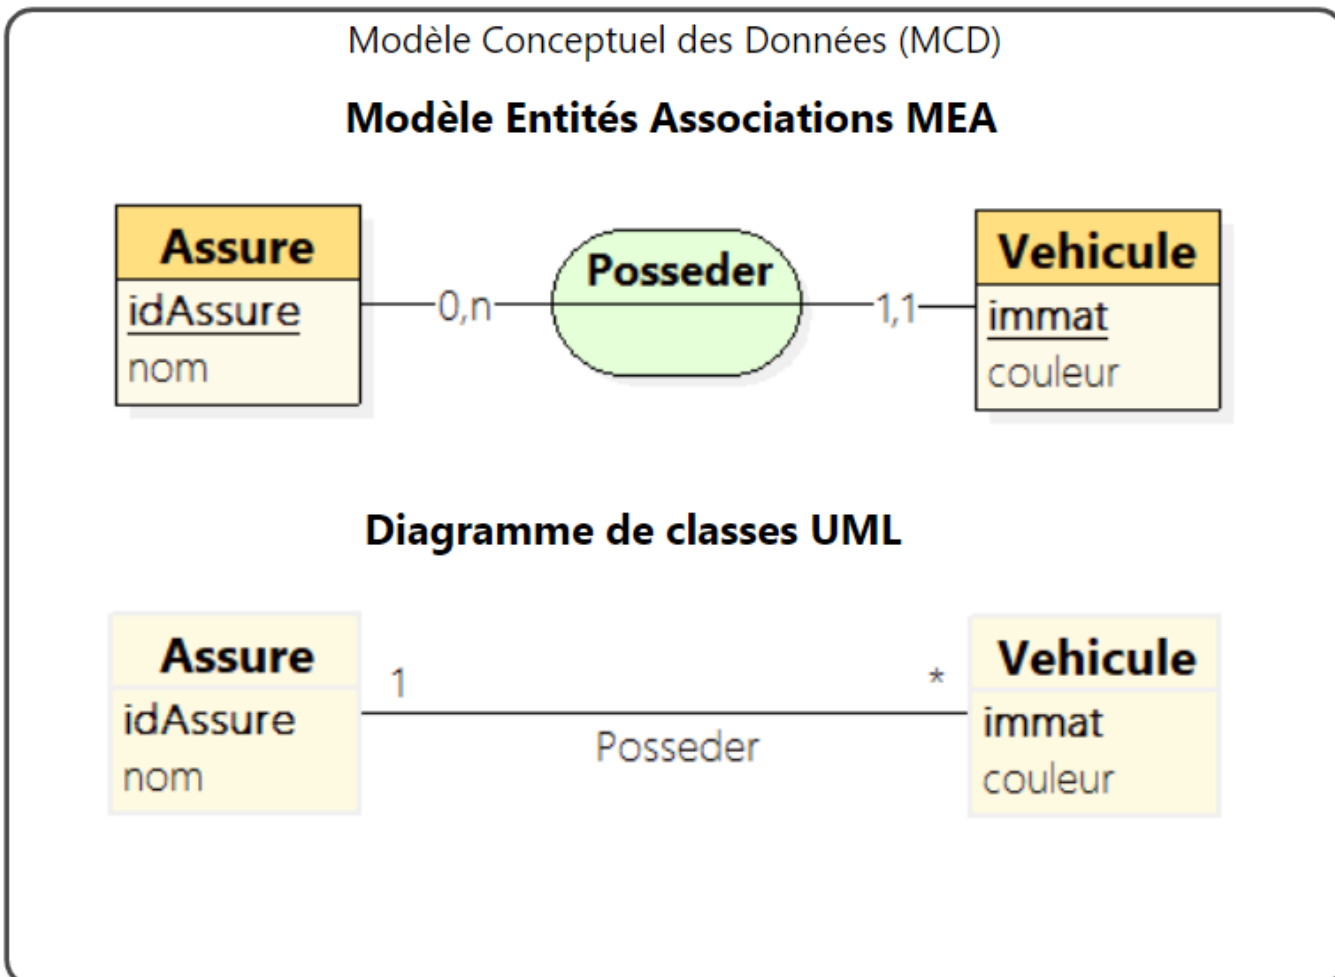 Modèle Conceptuel des Données (MCD)
Modèle Entités Associations MEA
Assure
idAssure
nom
0,n
Posseder
1,1
Vehicule
immat
couleur
Diagramme de classes UML
Assure
idAssure
nom
1
Posseder
*
Vehicule
immat
couleur